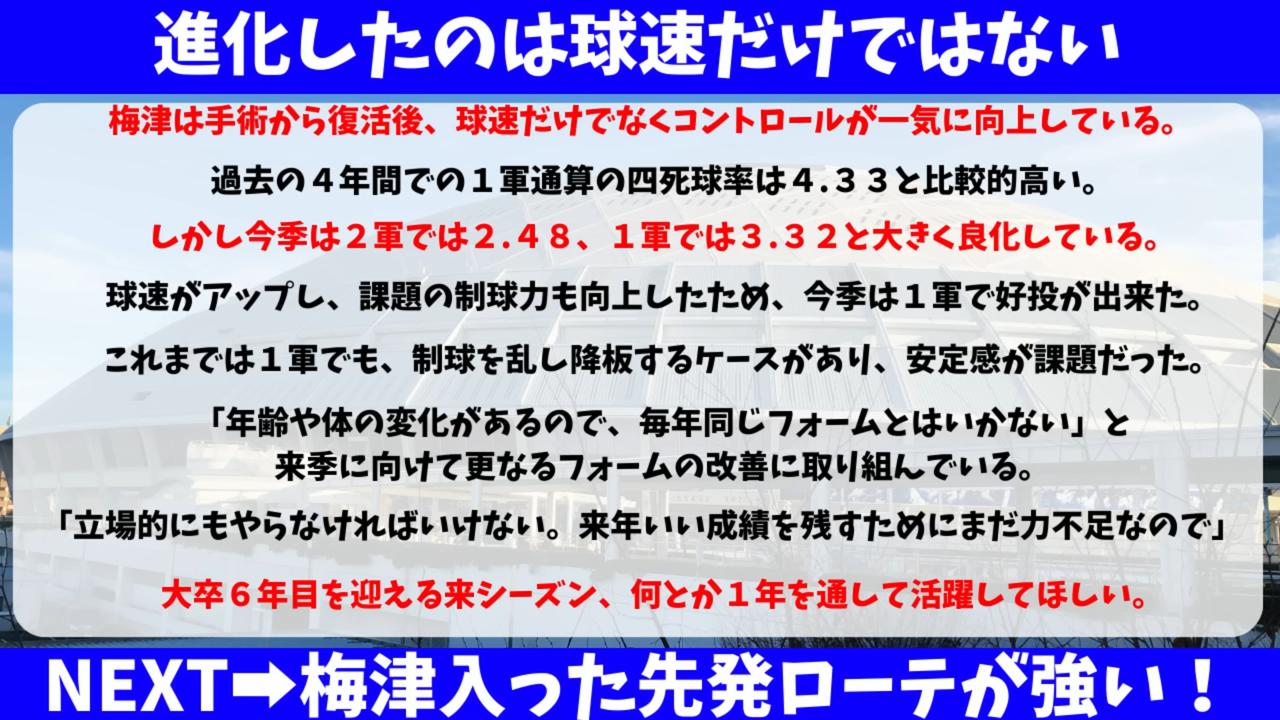 進化したのは球速だけではない
梅津は手術から復活後、球速だけでなくコントロールが一気に向上している。
過去の４年間での１軍通算の四死球率は４.３３と比較的高い。
しかし今季は２軍では２.４８、１軍では３.３２と大きく良化している。
球速がアップし、課題の制球力も向上したため、今季は１軍で好投が出来た。
これまでは１軍でも、制球を乱し降板するケースがあり、安定感が課題だった。
「年齢や体の変化があるので、毎年同じフォームとはいかない」と
来季に向けて更なるフォームの改善に取り組んでいる。
「立場的にもやらなければいけない。来年いい成績を残すためにまだ力不足なので」
大卒６年目を迎える来シーズン、何とか１年を通して活躍してほしい。
NEXT➡梅津入った先発ローテが強い！